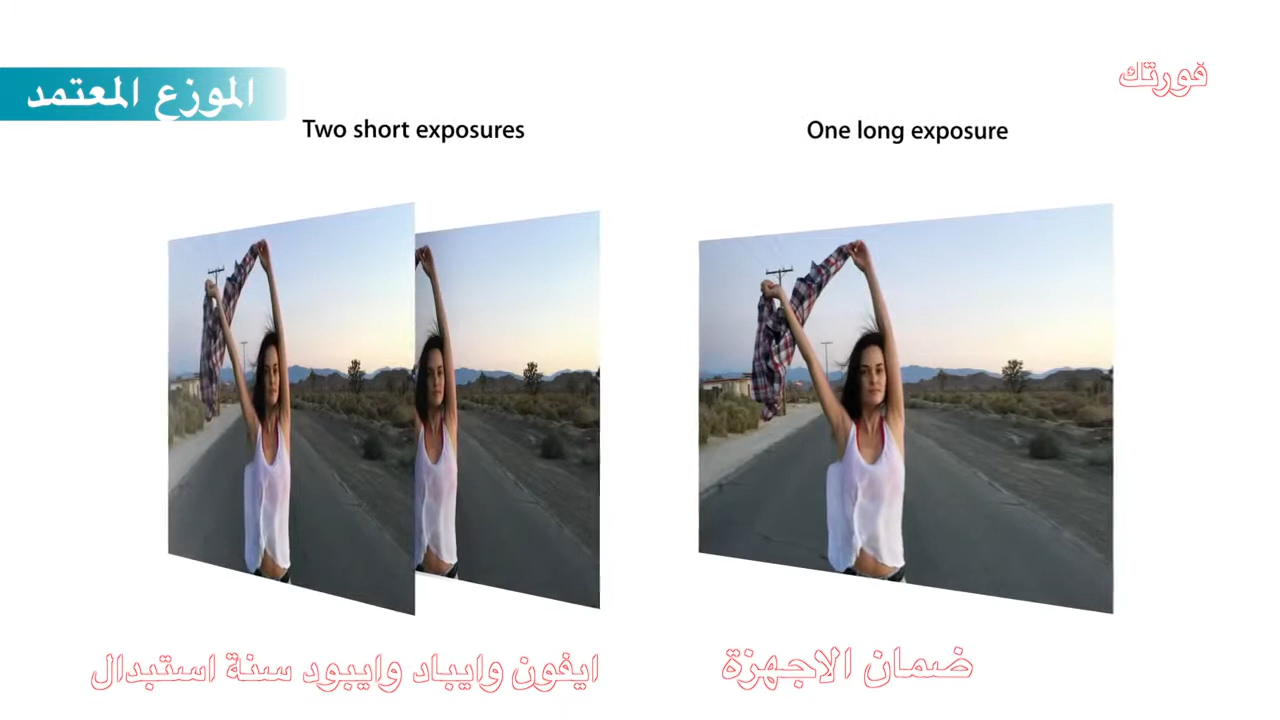 الموزع المعتمد
فورتك
Two short exposures
One long exposure
ضمان الاجهزة
ايفون وايباد وايبود سنة استبدال